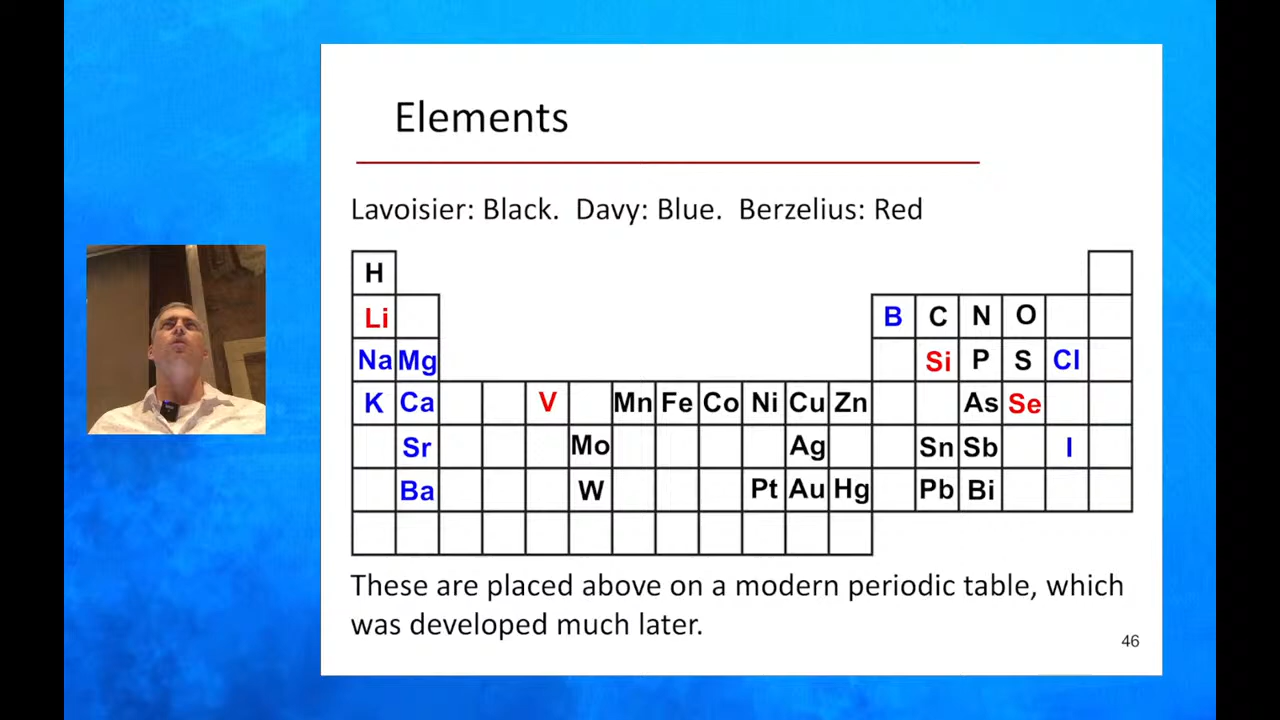 Elements
Lavoisier: Black. Davy: Blue. Berzelius: Red
H
Li B C N O
Na Mg Si P S Cl
K Ca V Mn Fe Co Ni Cu Zn As Se
Sr Mo Ag Sn Sb I
Ba W Pt Au Hg Pb Bi
These are placed above on a modern periodic table, which
was developed much later.
46